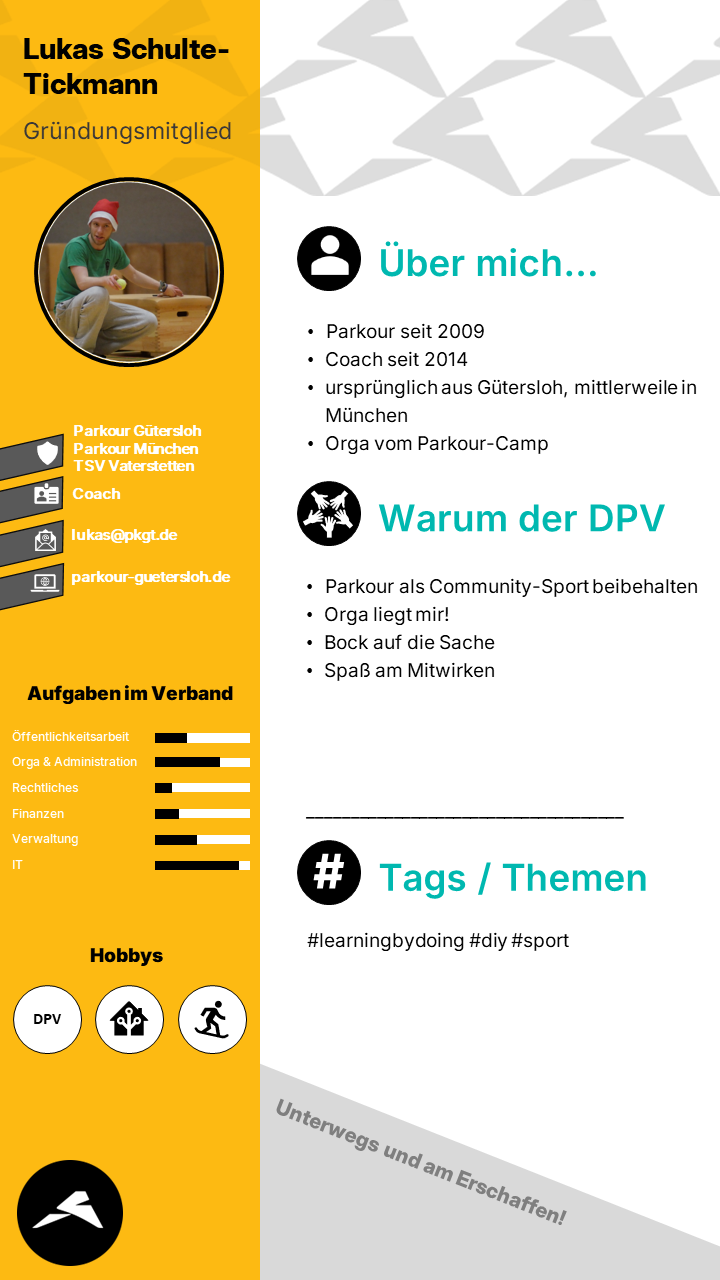 Lukas Schulte-
Tickmann
Gründungsmitglied
Parkour Gütersloh
Parkour München
TSV Vaterstetten
Coach
lukas@pkgt.de
parkour-guetersloh.de
Aufgaben im Verband
Öffentlichkeitsarbeit
Orga & Administration
Rechtliches
Finanzen
Verwaltung
IT
Hobbys
DPV
Über mich...
• Parkour seit 2009
• Coach seit 2014
• ursprünglich aus Gütersloh, mittlerweile in
München
• Orga vom Parkour-Camp
Warum der DPV
• Parkour als Community-Sport beibehalten
• Orga liegt mir!
• Bock auf die Sache
• Spaß am Mitwirken
#
Tags / Themen
#learningbydoing #diy #sport
Unterwegs und am Erschaffen!